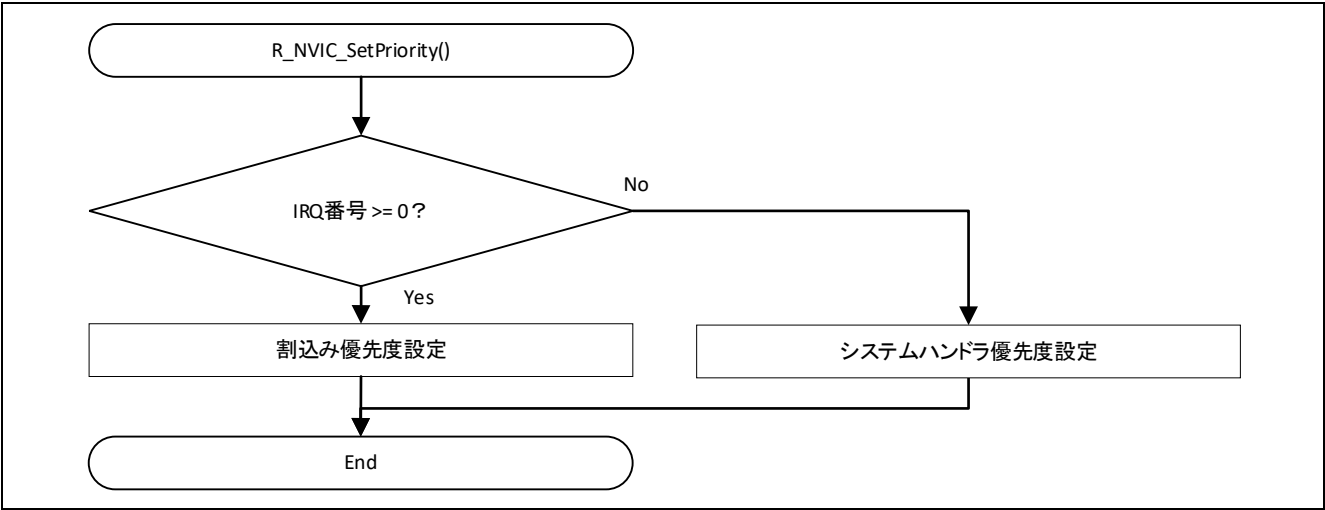 R_NVIC_SetPriority()
IRQ番号 >= 0？
No
Yes
割込み優先度設定
システムハンドラ優先度設定
End